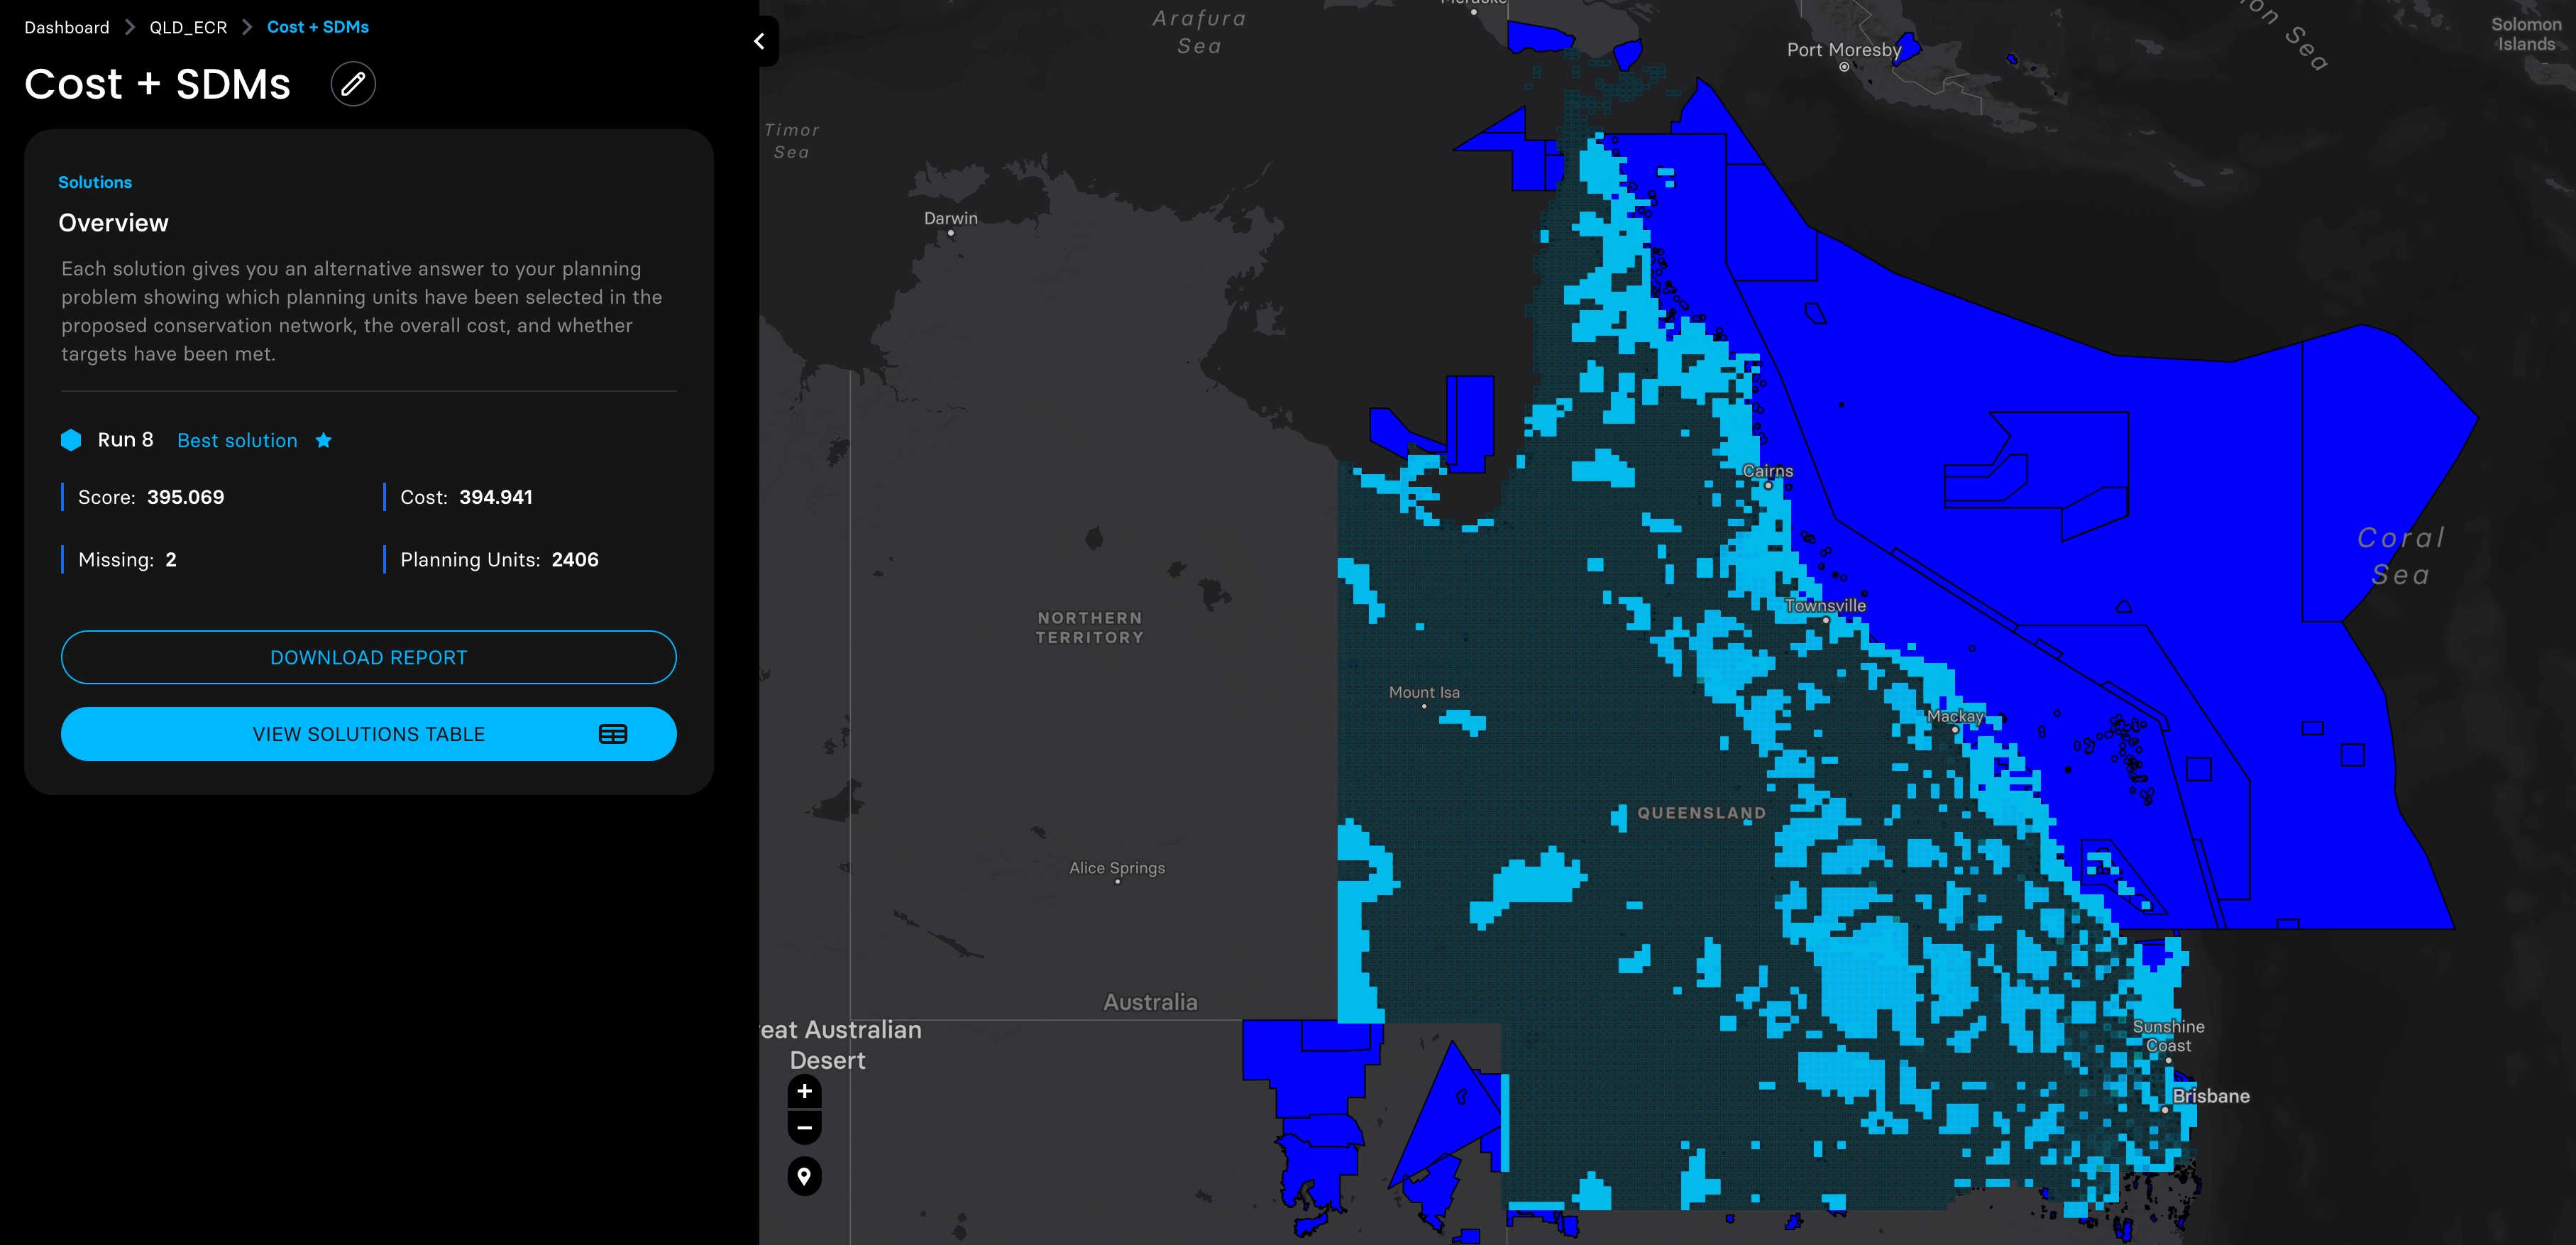 Dashboard
QLD_ECR
Cost + SDMs
Cost + SDMs
Solutions
Overview
Each solution gives you an alternative answer to your planning
problem showing which planning units have been selected in the
proposed conservation network, the overall cost, and whether
targets have been met.
Run 8 Best solution
Score: 395.069 Cost: 394.941
Missing: 2 Planning Units: 2406
DOWNLOAD REPORT
VIEW SOLUTIONS TABLE
Arafura
Sea
Port Moresby
Sea
Solomon
Islands
Timor
Sea
Darwin
Cairns
Coral
Sea
Townsville
NORTHERN
TERRITORY
Mount Isa
Mackay
QUEENSLAND
Alice Springs
Australia
eat Australian
Desert
Sunshine
Coast
Brisbane
+
−